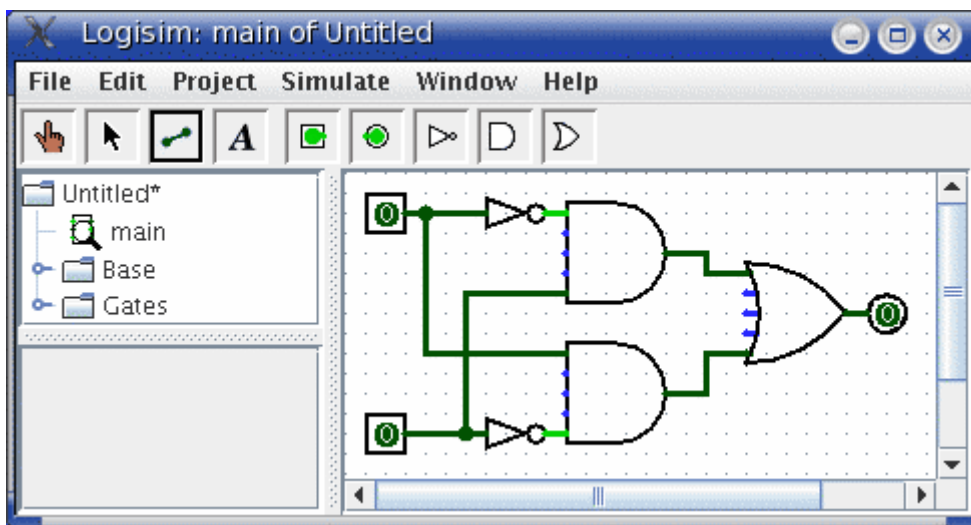 Logisim: main of Untitled
File Edit Project Simulate Window Help
A
Untitled*
main
Base
Gates
0
0
0